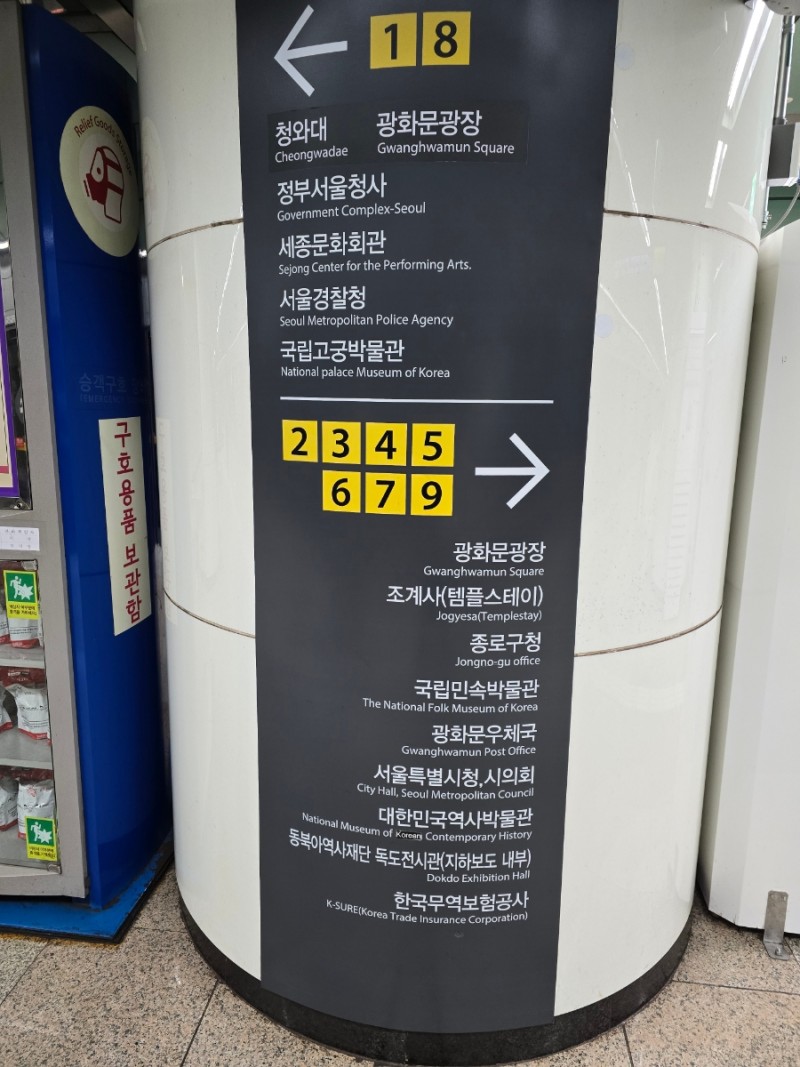 1 8
청와대 광화문광장
Cheongwadae Gwanghwamun Square
정부서울청사
Government Complex-Seoul
세종문화회관
Sejong Center for the Performing Arts.
서울경찰청
Seoul Metropolitan Police Agency
국립고궁박물관
National palace Museum of Korea
2 3 4 5
6 7 9
광화문광장
Gwanghwamun Square
조계사(템플스테이)
Jogyesa(Templestay)
종로구청
Jongno-gu office
국립민속박물관
The National Folk Museum of Korea
광화문우체국
Gwanghwamun Post Office
서울특별시청,시의회
City Hall, Seoul Metropolitan Council
대한민국역사박물관
National Museum of Korean Contemporary History
동북아역사재단 독도전시관(지하보도 내부)
Dokdo Exhibition Hall
한국무역보험공사
K-SURE(Korea Trade Insurance Corporation)
Relief Goods
승객구호
구호용품 보관함